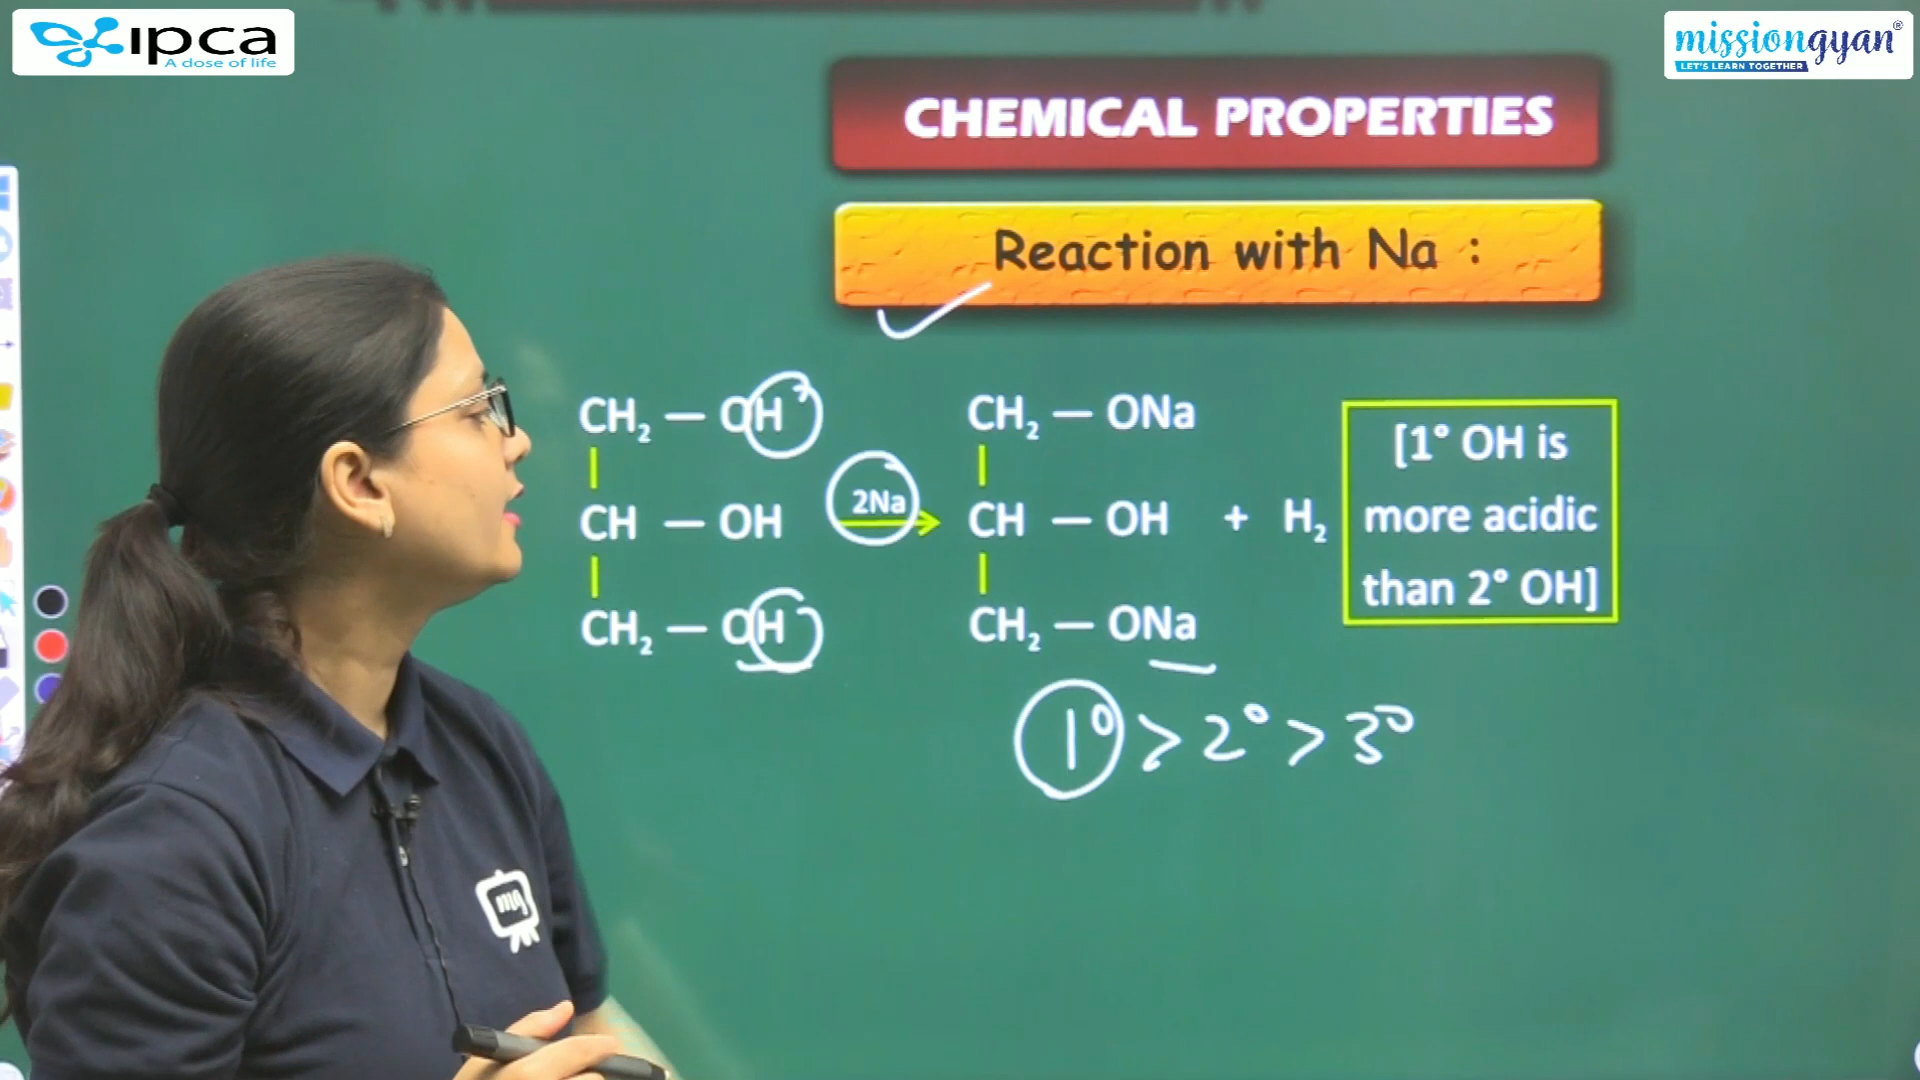 ipca
A dose of life
missiongyan®
LET'S LEARN TOGETHER
CHEMICAL PROPERTIES
Reaction with Na :
CH₂ — OH
CH — OH
CH₂ — OH
2Na
CH₂ — ONa
CH — OH
CH₂ — ONa
+ H₂
[1° OH is
more acidic
than 2° OH]
1° > 2° > 3°
mg